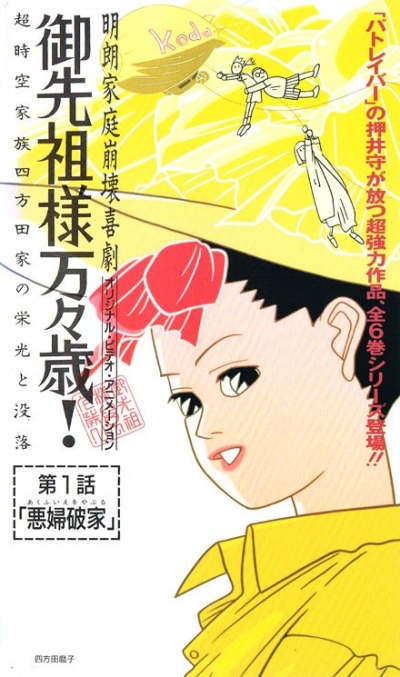 「パトレイバー」の押井守が放つ超強力作品、全6巻シリーズ登場!!
Koda
明朗家庭崩壊喜劇
オリジナル・ビデオ・アニメーション
御先祖様万々歳!
超時空家族四方田家の栄光と没落
第1話
あくふいえをやぶる
「悪婦破家」
四方田麿子